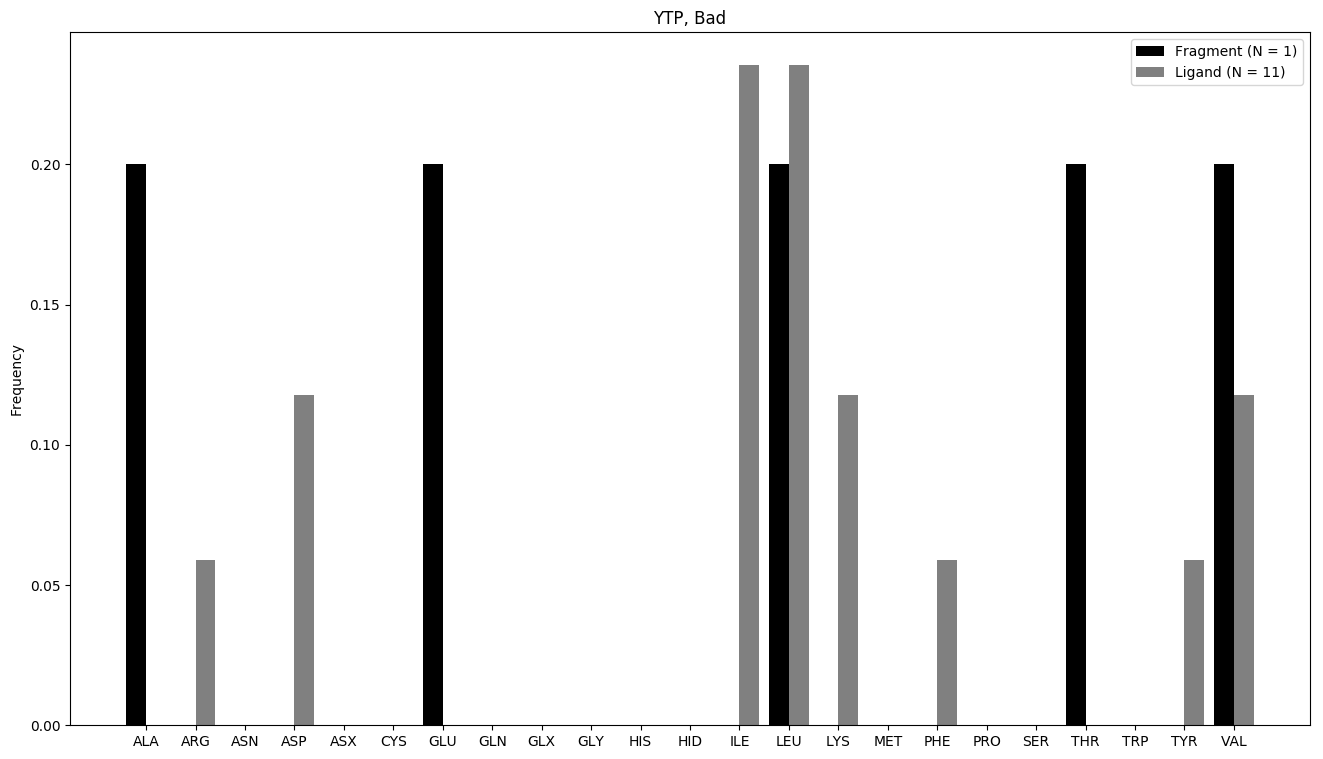 YTP, Bad
Fragment (N = 1)
Ligand (N = 11)
Frequency
0.20
0.15
0.10
0.05
0.00
ALA ARG ASN ASP ASX CYS GLU GLN GLX GLY HIS HID ILE LEU LYS MET PHE PRO SER THR TRP TYR VAL